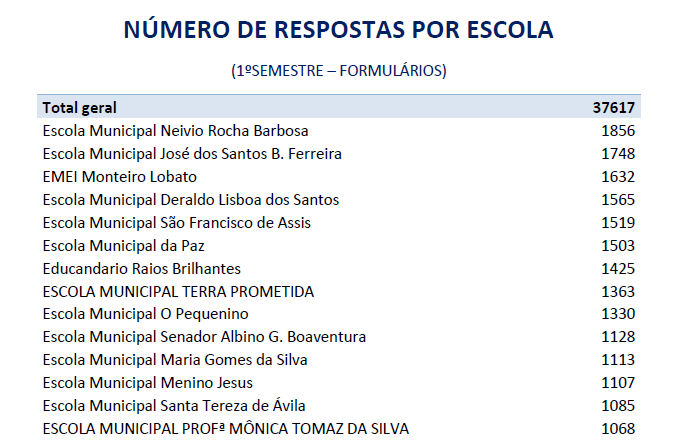 NÚMERO DE RESPOSTAS POR ESCOLA
(1ºSEMESTRE – FORMULÁRIOS)
Total geral 37617
Escola Municipal Neivio Rocha Barbosa 1856
Escola Municipal José dos Santos B. Ferreira 1748
EMEI Monteiro Lobato 1632
Escola Municipal Deraldo Lisboa dos Santos 1565
Escola Municipal São Francisco de Assis 1519
Escola Municipal da Paz 1503
Educandario Raios Brilhantes 1425
ESCOLA MUNICIPAL TERRA PROMETIDA 1363
Escola Municipal O Pequenino 1330
Escola Municipal Senador Albino G. Boaventura 1128
Escola Municipal Maria Gomes da Silva 1113
Escola Municipal Menino Jesus 1107
Escola Municipal Santa Tereza de Ávila 1085
ESCOLA MUNICIPAL PROFª MÔNICA TOMAZ DA SILVA 1068